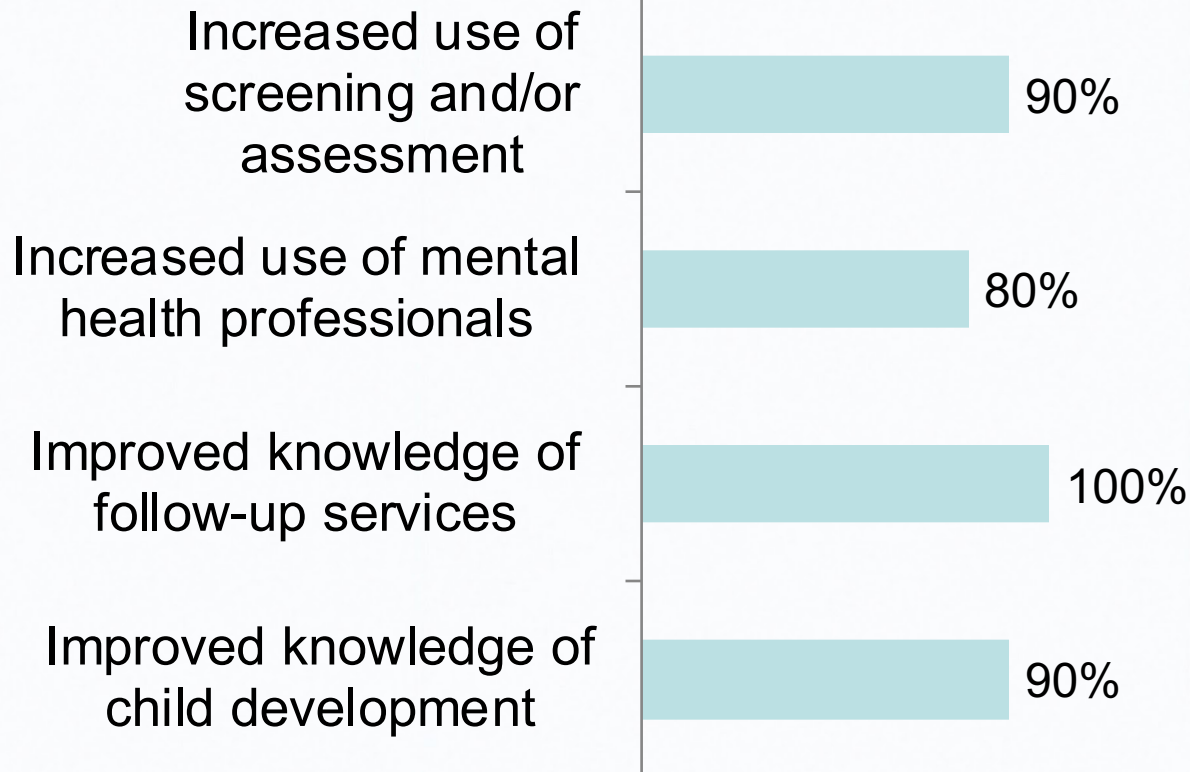 Increased use of
screening and/or
assessment
90%
Increased use of mental
health professionals
80%
Improved knowledge of
follow-up services
100%
Improved knowledge of
child development
90%